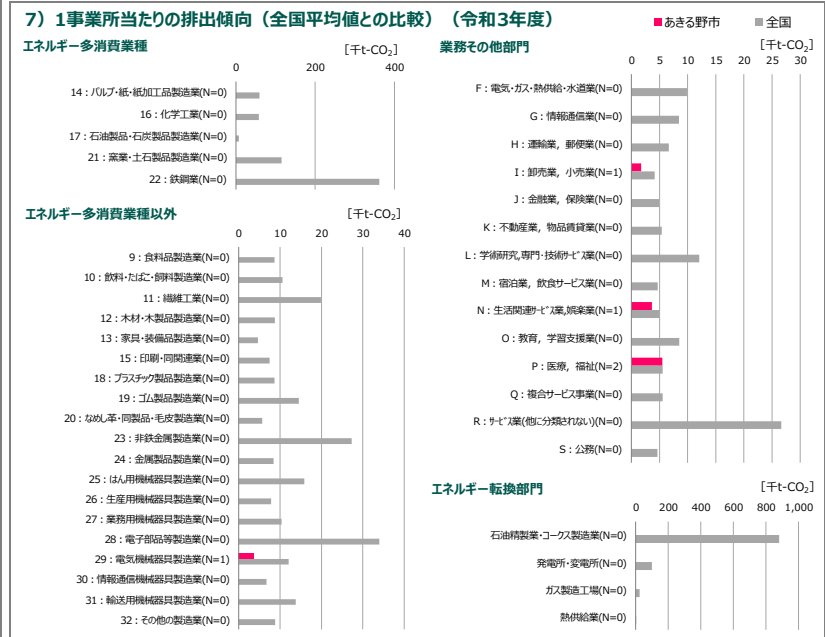 7）1事業所当たりの排出傾向（全国平均値との比較）（令和3年度）
■あきる野市 ■全国
エネルギー多消費業種
［千t-CO₂］
0 200 400
14：パルプ・紙・紙加工品製造業(N=0)
16：化学工業(N=0)
17：石油製品・石炭製品製造業(N=0)
21：窯業・土石製品製造業(N=0)
22：鉄鋼業(N=0)
エネルギー多消費業種以外
［千t-CO₂］
0 10 20 30 40
9：食料品製造業(N=0)
10：飲料・たばこ・飼料製造業(N=0)
11：繊維工業(N=0)
12：木材・木製品製造業(N=0)
13：家具・装備品製造業(N=0)
15：印刷・同関連業(N=0)
18：プラスチック製品製造業(N=0)
19：ゴム製品製造業(N=0)
20：なめし革・同製品・毛皮製造業(N=0)
23：非鉄金属製造業(N=0)
24：金属製品製造業(N=0)
25：はん用機械器具製造業(N=0)
26：生産用機械器具製造業(N=0)
27：業務用機械器具製造業(N=0)
28：電子部品等製造業(N=0)
29：電気機械器具製造業(N=1)
30：情報通信機械器具製造業(N=0)
31：輸送用機械器具製造業(N=0)
32：その他の製造業(N=0)
業務その他部門
［千t-CO₂］
0 5 10 15 20 25 30
F：電気・ガス・熱供給・水道業(N=0)
G：情報通信業(N=0)
H：運輸業，郵便業(N=0)
I：卸売業，小売業(N=1)
J：金融業，保険業(N=0)
K：不動産業，物品賃貸業(N=0)
L：学術研究,専門・技術サービス業(N=0)
M：宿泊業，飲食サービス業(N=0)
N：生活関連サービス業,娯楽業(N=1)
O：教育，学習支援業(N=0)
P：医療，福祉(N=2)
Q：複合サービス事業(N=0)
R：サービス業(他に分類されない)(N=0)
S：公務(N=0)
エネルギー転換部門
［千t-CO₂］
0 200 400 600 800 1,000
石油精製業・コークス製造業(N=0)
発電所・変電所(N=0)
ガス製造工場(N=0)
熱供給業(N=0)